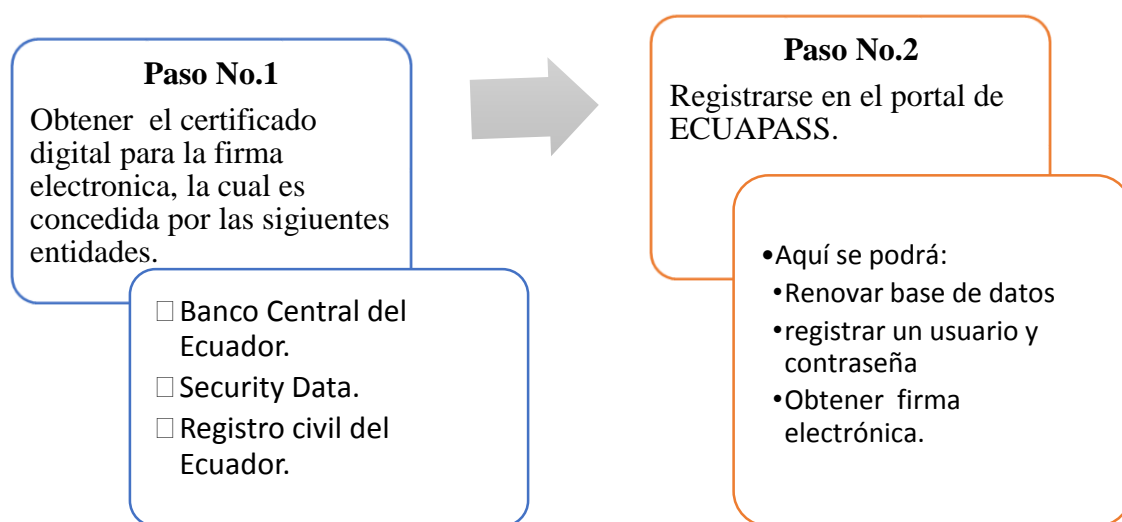 Paso No.1
Obtener el certificado
digital para la firma
electronica, la cual es
concedida por las sigiuentes
entidades.
□ Banco Central del
Ecuador.
□ Security Data.
□ Registro civil del
Ecuador.
Paso No.2
Registrarse en el portal de
ECUAPASS.
•Aquí se podrá:
•Renovar base de datos
•registrar un usuario y
contraseña
•Obtener firma
electrónica.